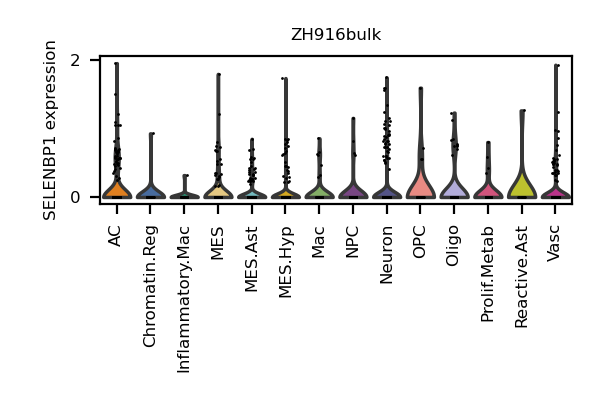 ZH916bulk
SELENBP1 expression
2
0
AC
Chromatin.Reg
Inflammatory.Mac
MES
MES.Ast
MES.Hyp
Mac
NPC
Neuron
OPC
Oligo
Prolif.Metab
Reactive.Ast
Vasc